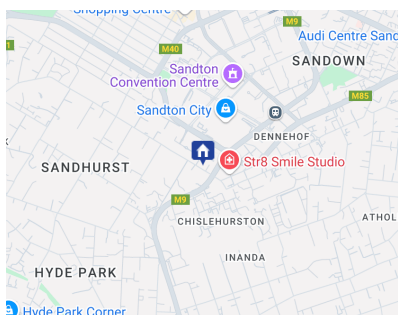 Shopping Centre
M9
Audi Centre Sand
1
M40
SANDOWN
Sandton
Convention Centre
M85
Sandton City
DENNEHOF
Str8 Smile Studio
SANDHURST
M9
ATHOL
CHISLEHURSTON
INANDA
HYDE PARK
Hyde Park Corner